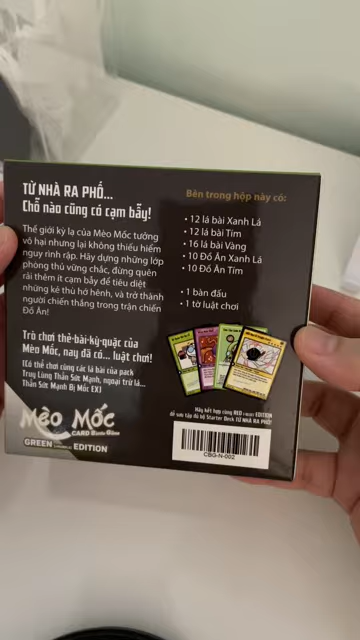 TỪ NHÀ RA PHỐ...
Chỗ nào cũng có cạm bẫy!
Thế giới kỳ lạ của Mèo Mốc tưởng
vô hại nhưng lại không thiếu hiểm
nguy rình rập. Hãy dựng những lớp
phòng thủ vững chắc, đừng quên
rải thêm ít cạm bẫy để tiêu diệt
những kẻ thù hớ hênh, và trở thành
người chiến thắng trong trận chiến
Đồ Ăn!
Trò chơi thẻ-bài-kỳ-quặc của
Mèo Mốc, nay đã có... luật chơi!
(Có thể chơi cùng các lá bài của pack
Truy Lùng Thần Sức Mạnh, ngoại trừ lá...
Thần Sức Mạnh Bị Mốc EX)
Mèo Mốc
CARD Battle Game
GREEN EDITION
Bên trong hộp này có:
• 12 lá bài Xanh Lá
• 12 lá bài Tím
• 16 lá bài Vàng
• 10 Đồ Ăn Xanh Lá
• 10 Đồ Ăn Tím
• 1 bàn đấu
• 1 tờ luật chơi
Hãy kết hợp cùng RED EDITION
để sưu tập đủ bộ Starter Deck TỪ NHÀ RA PHỐ!
CBG-N-002